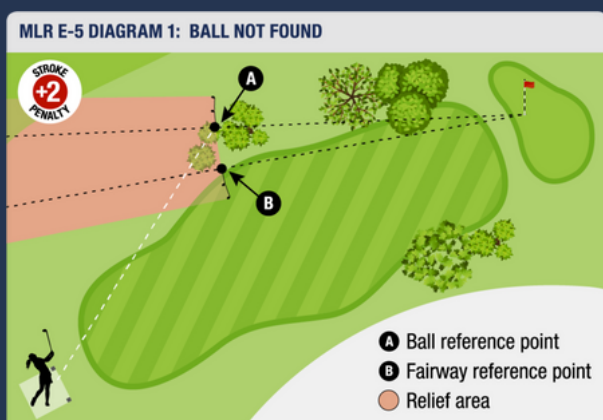 MLR E-5 DIAGRAM 1: BALL NOT FOUND
STROKE
+2
PENALTY
A
B
A Ball reference point
B Fairway reference point
Relief area